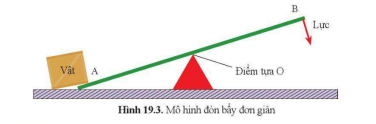 B
Lực
Vật A
Điểm tựa O
Hình 19.3. Mô hình đòn bẩy đơn giản